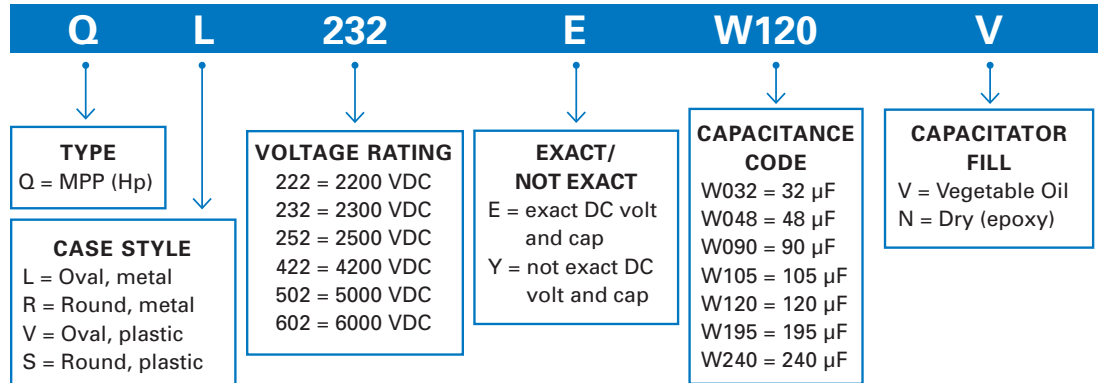 Q L 232 E W120 V
TYPE
Q = MPP (Hp)
CASE STYLE
L = Oval, metal
R = Round, metal
V = Oval, plastic
S = Round, plastic
VOLTAGE RATING
222 = 2200 VDC
232 = 2300 VDC
252 = 2500 VDC
422 = 4200 VDC
502 = 5000 VDC
602 = 6000 VDC
EXACT/
NOT EXACT
E = exact DC volt
and cap
Y = not exact DC
volt and cap
CAPACITANCE
CODE
W032 = 32 µF
W048 = 48 µF
W090 = 90 µF
W105 = 105 µF
W120 = 120 µF
W195 = 195 µF
W240 = 240 µF
CAPACITATOR
FILL
V = Vegetable Oil
N = Dry (epoxy)